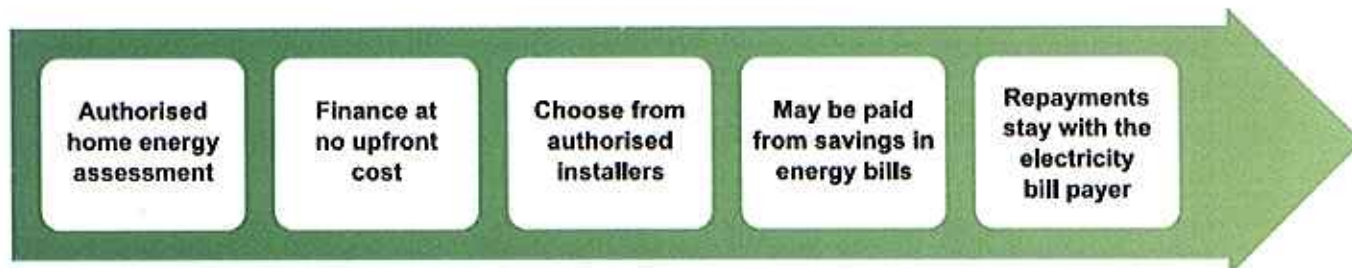 Authorised
home energy
assessment
Finance at
no upfront
cost
Choose from
authorised
installers
May be paid
from savings in
energy bills
Repayments
stay with the
electricity
bill payer